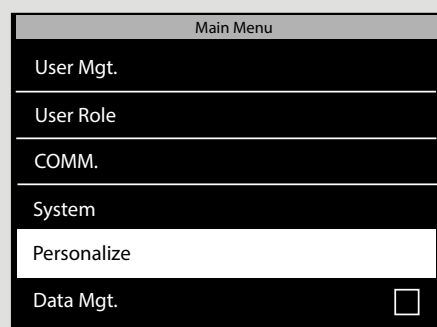 Main Menu
User Mgt.
User Role
COMM.
System
Personalize
Data Mgt.